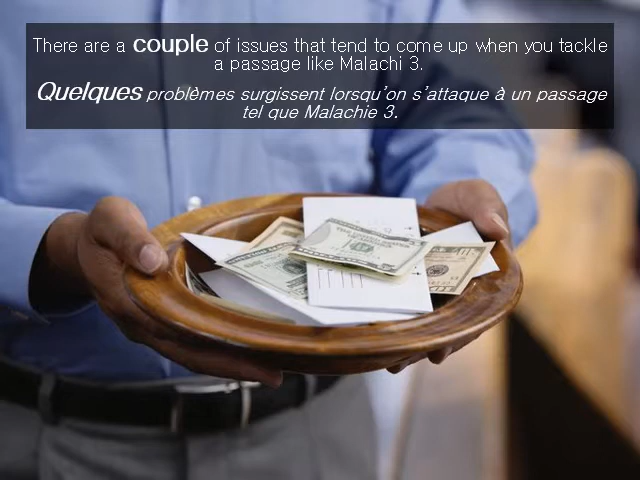 There are a couple of issues that tend to come up when you tackle
a passage like Malachi 3.
Quelques problèmes surgissent lorsqu'on s'attaque à un passage
tel que Malachie 3.